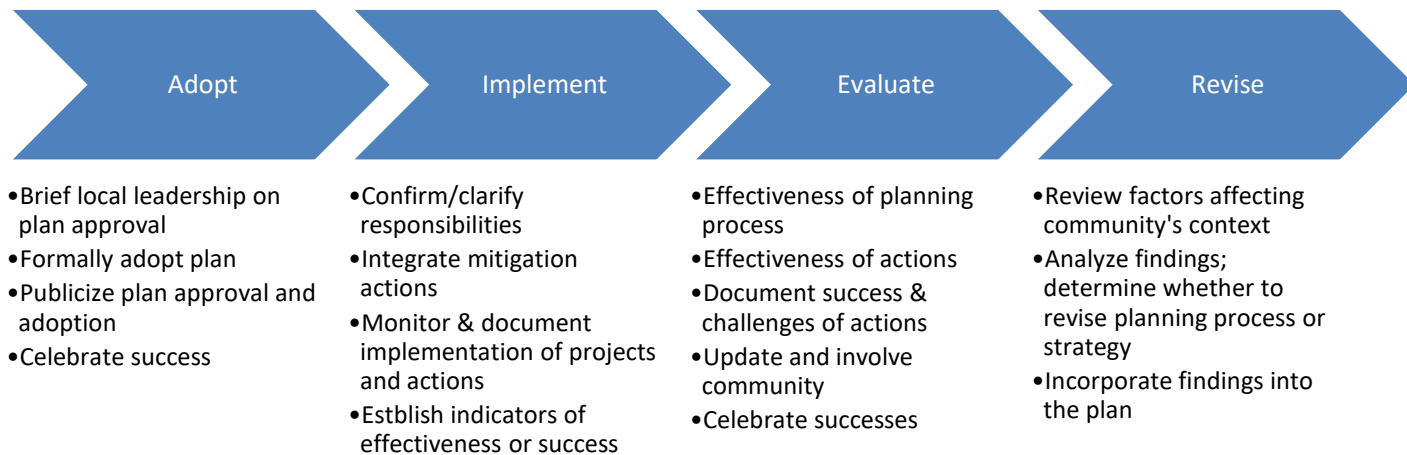 Adopt
Implement
Evaluate
Revise
•Brief local leadership on
plan approval
•Formally adopt plan
•Publicize plan approval and
adoption
•Celebrate success
•Confirm/clarify
responsibilities
•Integrate mitigation
actions
•Monitor & document
implementation of projects
and actions
•Estblish indicators of
effectiveness or success
•Effectiveness of planning
process
•Effectiveness of actions
•Document success &
challenges of actions
•Update and involve
community
•Celebrate successes
•Review factors affecting
community's context
•Analyze findings;
determine whether to
revise planning process or
strategy
•Incorporate findings into
the plan